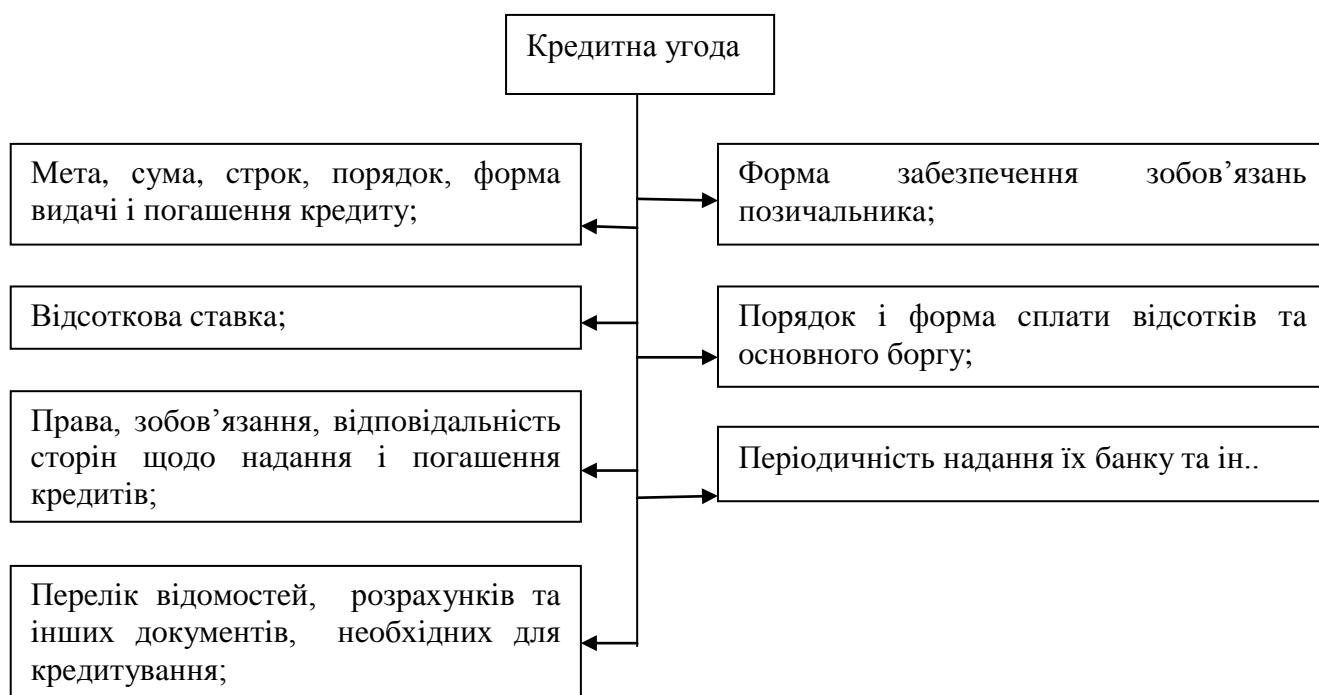 Кредитна угода
Мета, сума, строк, порядок, форма
видачі і погашення кредиту;
Форма забезпечення зобов’язань
позичальника;
Відсоткова ставка;
Порядок і форма сплати відсотків та
основного боргу;
Права, зобов’язання, відповідальність
сторін щодо надання і погашення
кредитів;
Періодичність надання їх банку та ін..
Перелік відомостей, розрахунків та
інших документів, необхідних для
кредитування;